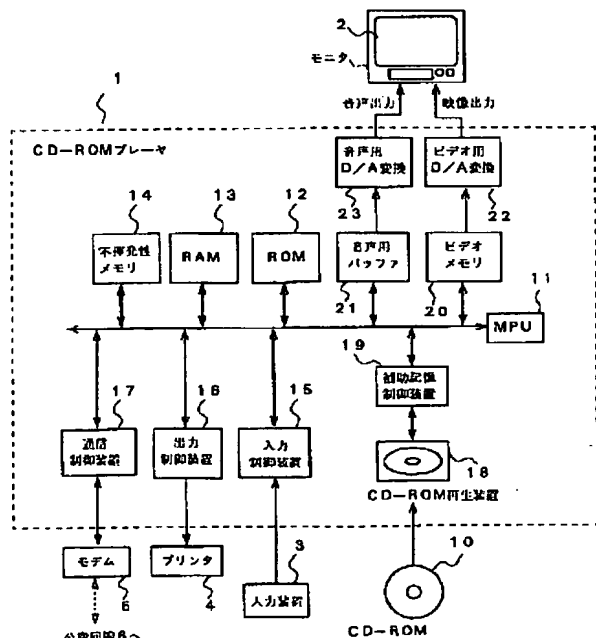 2
モニタ
1
音声出力
映像出力
CD-ROMプレーヤ
音声用
D/A変換
ビデオ用
D/A変換
14
13
12
23
22
不揮発性
メモリ
RAM
ROM
音声用
バッファ
ビデオ
メモリ
21
20
11
MPU
19
補助記憶
制御装置
17
16
15
通信
制御装置
出力
制御装置
入力
制御装置
18
CD-ROM再生装置
モデム
プリンタ
3
10
5
4
入力装置
CD-ROM